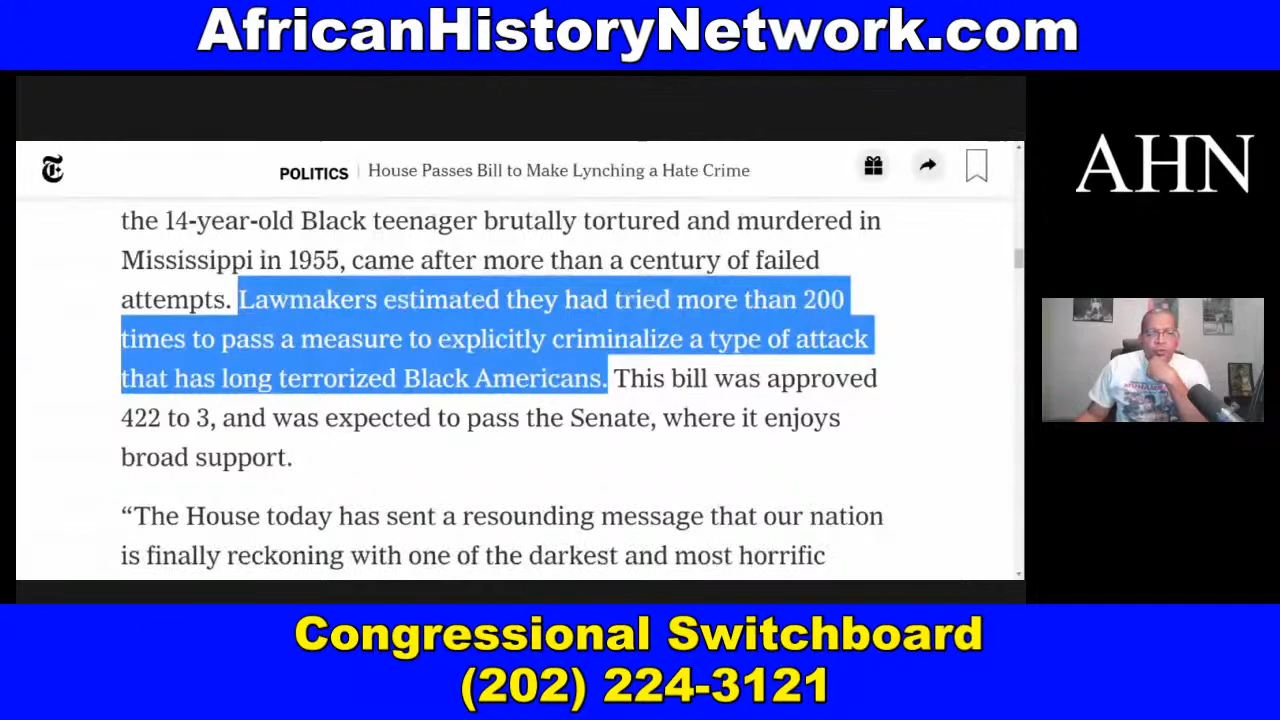 AfricanHistoryNetwork.com
AHN
POLITICS | House Passes Bill to Make Lynching a Hate Crime
the 14-year-old Black teenager brutally tortured and murdered in
Mississippi in 1955, came after more than a century of failed
attempts. Lawmakers estimated they had tried more than 200
times to pass a measure to explicitly criminalize a type of attack
that has long terrorized Black Americans. This bill was approved
422 to 3, and was expected to pass the Senate, where it enjoys
broad support.
“The House today has sent a resounding message that our nation
is finally reckoning with one of the darkest and most horrific
Congressional Switchboard
(202) 224-3121